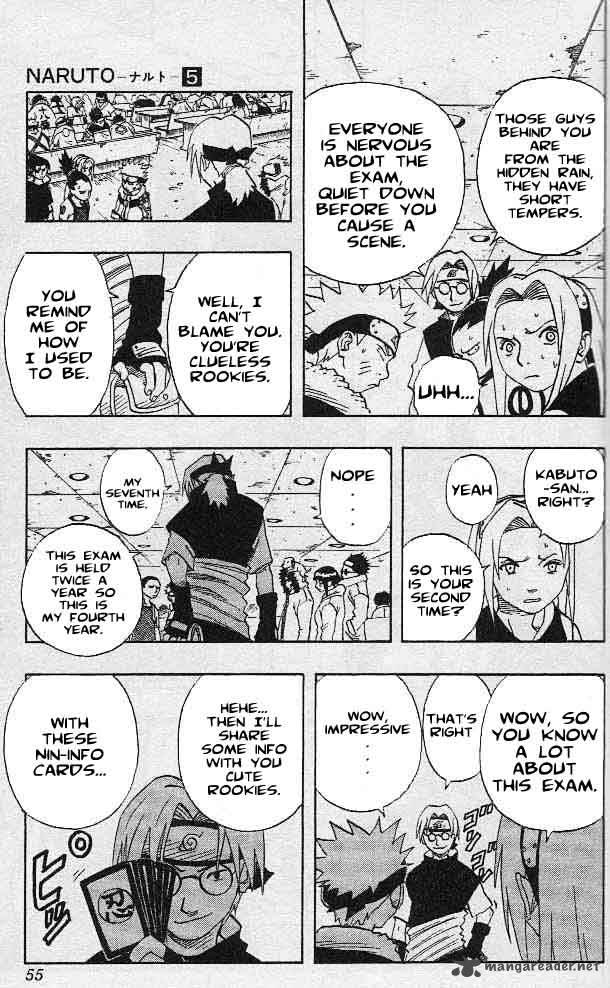 NARUTO —ナルト— 5
THOSE GUYS
BEHIND YOU
ARE
FROM THE
HIDDEN RAIN,
THEY HAVE
SHORT
TEMPERS.
EVERYONE
IS NERVOUS
ABOUT THE
EXAM,
QUIET DOWN
BEFORE YOU
CAUSE A
SCENE.
UHH...
WELL, I
CAN'T
BLAME YOU.
YOU'RE
CLUELESS
ROOKIES.
YOU
REMIND
ME OF
HOW
I USED
TO BE.
KABUTO
-SAN...
RIGHT?
YEAH
SO THIS
IS YOUR
SECOND
TIME?
NOPE
...
MY
SEVENTH
TIME.
THIS EXAM
IS HELD
TWICE
A YEAR SO
THIS IS
MY FOURTH
YEAR.
WOW, SO
YOU KNOW
A LOT
ABOUT
THIS EXAM.
THAT'S
RIGHT
WOW,
IMPRESSIVE
....
ゴゴゴ
HEHE...
THEN I'LL
SHARE
SOME INFO
WITH YOU
CUTE
ROOKIES.
WITH
THESE
NIN-INFO
CARDS...
ピッ
55
mangareader.net